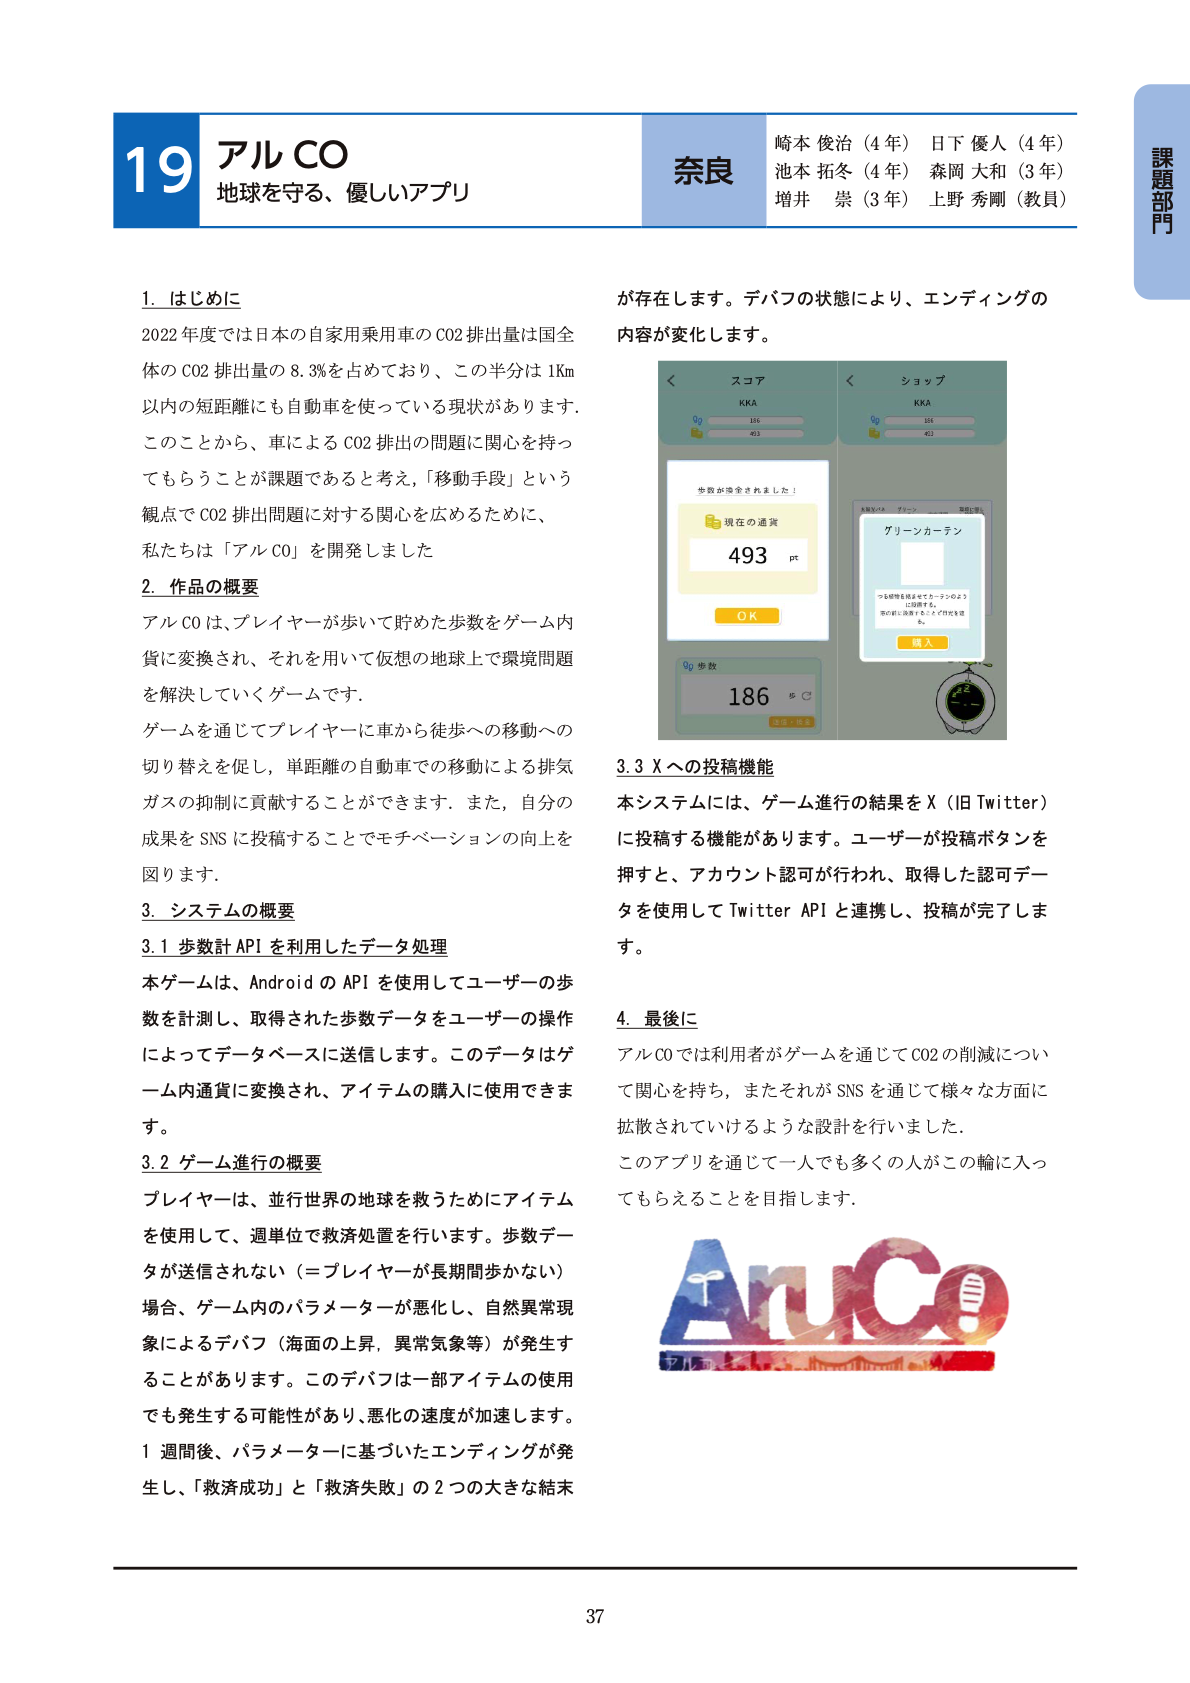 19
アル CO
地球を守る、優しいアプリ
奈良
崎本 俊治（4 年） 日下 優人（4 年）
池本 拓冬（4 年） 森岡 大和（3 年）
増井 崇（3 年） 上野 秀剛（教員）
課題部門
1. はじめに
2022 年度では日本の自家用乗用車の CO2 排出量は国全
体の CO2 排出量の 8.3%を占めており、この半分は 1Km
以内の短距離にも自動車を使っている現状があります．
このことから、車による CO2 排出の問題に関心を持っ
てもらうことが課題であると考え，「移動手段」という
観点で CO2 排出問題に対する関心を広めるために、
私たちは「アル CO」を開発しました
2. 作品の概要
アル CO は、プレイヤーが歩いて貯めた歩数をゲーム内
貨に変換され、それを用いて仮想の地球上で環境問題
を解決していくゲームです．
ゲームを通じてプレイヤーに車から徒歩への移動への
切り替えを促し，単距離の自動車での移動による排気
ガスの抑制に貢献することができます．また，自分の
成果を SNS に投稿することでモチベーションの向上を
図ります．
3. システムの概要
3.1 歩数計 API を利用したデータ処理
本ゲームは、Android の API を使用してユーザーの歩
数を計測し、取得された歩数データをユーザーの操作
によってデータベースに送信します。このデータはゲ
ーム内通貨に変換され、アイテムの購入に使用できま
す。
3.2 ゲーム進行の概要
プレイヤーは、並行世界の地球を救うためにアイテム
を使用して、週単位で救済処置を行います。歩数デー
タが送信されない（＝プレイヤーが長期間歩かない）
場合、ゲーム内のパラメーターが悪化し、自然異常現
象によるデバフ（海面の上昇，異常気象等）が発生す
ることがあります。このデバフは一部アイテムの使用
でも発生する可能性があり、悪化の速度が加速します。
1 週間後、パラメーターに基づいたエンディングが発
生し、「救済成功」と「救済失敗」の 2 つの大きな結末
が存在します。デバフの状態により、エンディングの
内容が変化します。
スコア
KKA
186
493
歩数が換金されました！
現在の通貨
493 pt
OK
歩数
186 歩
送信・換金
ショップ
KKA
186
493
グリーンカーテン
つる植物を絡ませてカーテンのよう
に設置する。
窓の前に設置することで日光を遮
る。
購入
3.3 X への投稿機能
本システムには、ゲーム進行の結果を X（旧 Twitter）
に投稿する機能があります。ユーザーが投稿ボタンを
押すと、アカウント認可が行われ、取得した認可デー
タを使用して Twitter API と連携し、投稿が完了しま
す。
4. 最後に
アル CO では利用者がゲームを通じて CO2 の削減につい
て関心を持ち，またそれが SNS を通じて様々な方面に
拡散されていけるような設計を行いました．
このアプリを通じて一人でも多くの人がこの輪に入っ
てもらえることを目指します．
AruCo
アルコ
37